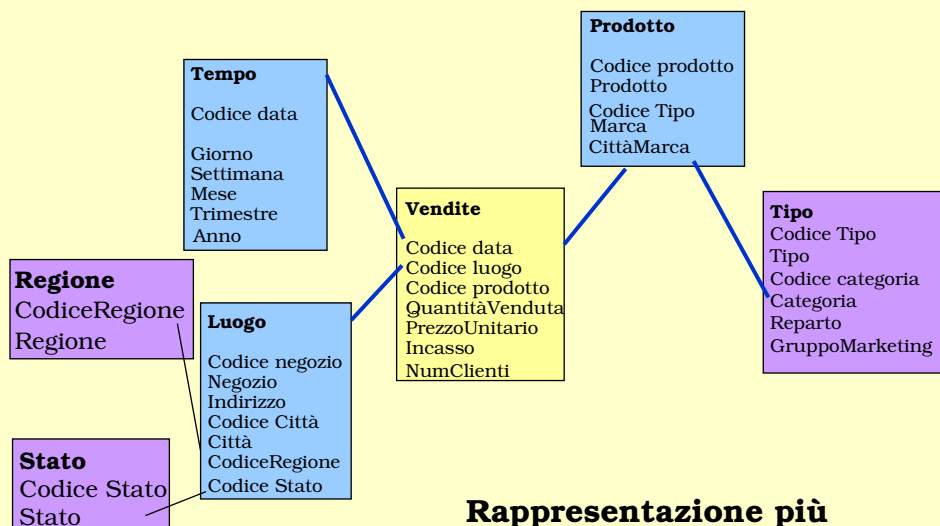 Prodotto
Codice prodotto
Prodotto
Codice Tipo
Marca
CittàMarca
Tempo
Codice data
Giorno
Settimana
Mese
Trimestre
Anno
Vendite
Codice data
Codice luogo
Codice prodotto
QuantitàVenduta
PrezzoUnitario
Incasso
NumClienti
Tipo
Codice Tipo
Tipo
Codice categoria
Categoria
Reparto
GruppoMarketing
Regione
CodiceRegione
Regione
Luogo
Codice negozio
Negozio
Indirizzo
Codice Città
Città
CodiceRegione
Codice Stato
Stato
Codice Stato
Stato
Rappresentazione più